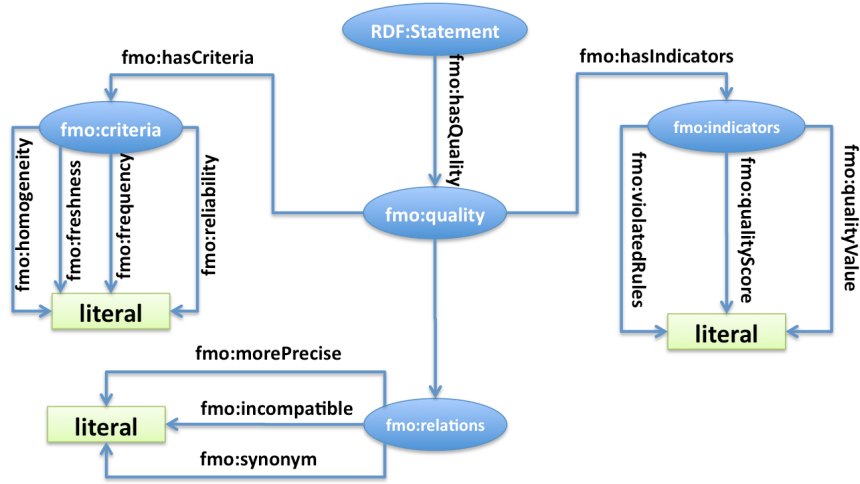 RDF:Statement
fmo:hasCriteria
fmo:hasIndicators
fmo:hasQuality
fmo:criteria
fmo:indicators
fmo:homogeneity
fmo:freshness
fmo:frequency
fmo:reliability
fmo:quality
fmo:violatedRules
fmo:qualityScore
fmo:qualityValue
literal
literal
fmo:morePrecise
fmo:incompatible
literal
fmo:relations
fmo:synonym